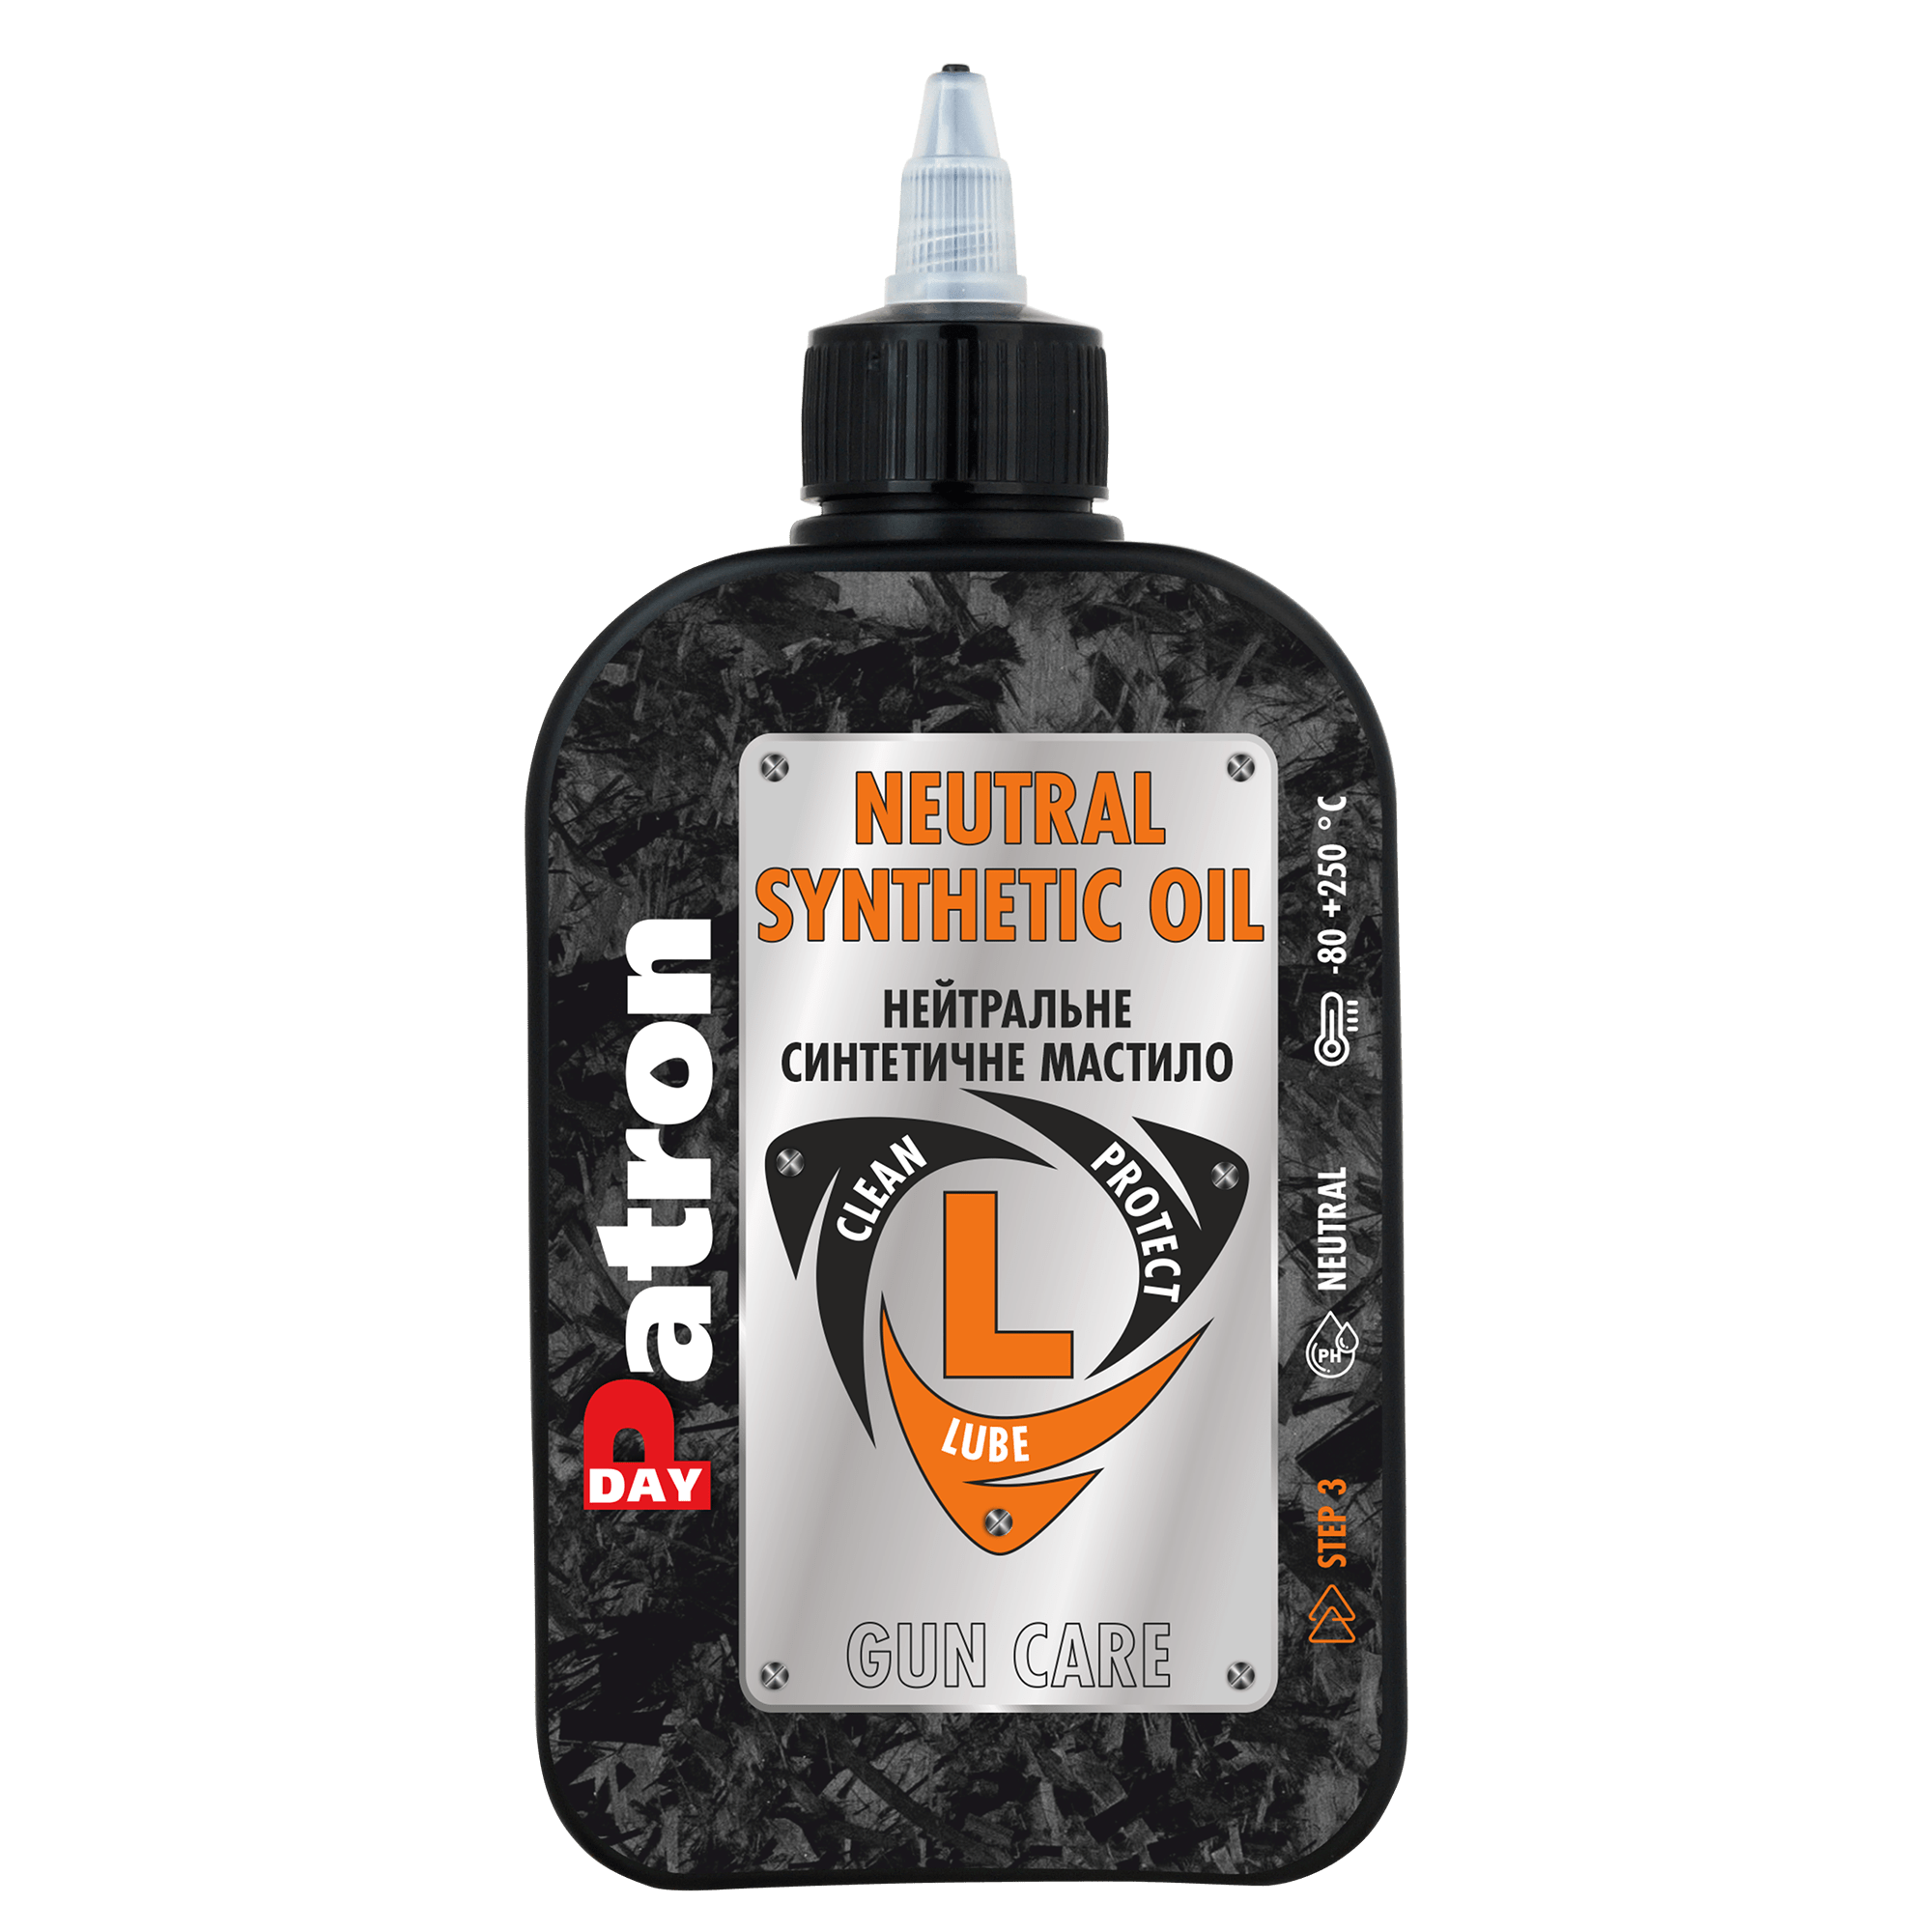 DAY Patron
NEUTRAL
SYNTHETIC OIL
НЕЙТРАЛЬНЕ
СИНТЕТИЧНЕ МАСТИЛО
CLEAN
PROTECT
L
LUBE
GUN CARE
STEP 3
PH NEUTRAL
-80 +250 °C